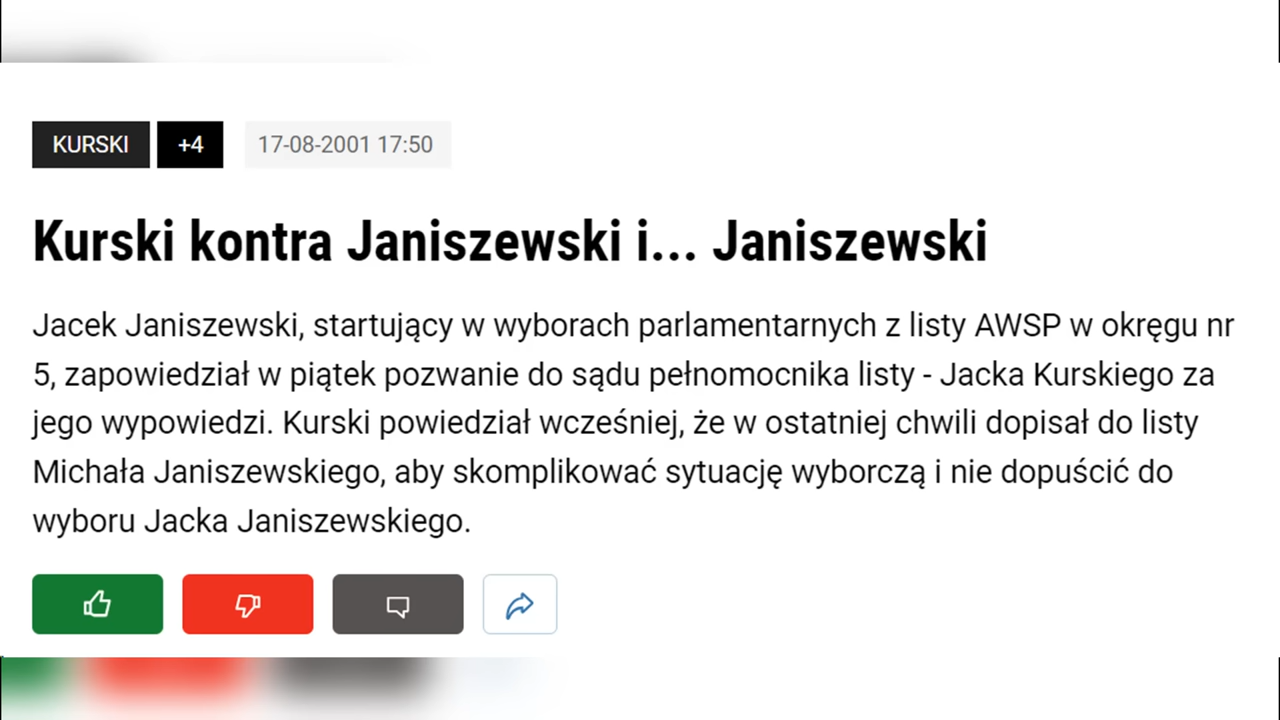 KURSKI +4 17-08-2001 17:50
Kurski kontra Janiszewski i... Janiszewski
Jacek Janiszewski, startujący w wyborach parlamentarnych z listy AWSP w okręgu nr
5, zapowiedział w piątek pozwanie do sądu pełnomocnika listy - Jacka Kurskiego za
jego wypowiedzi. Kurski powiedział wcześniej, że w ostatniej chwili dopisał do listy
Michała Janiszewskiego, aby skomplikować sytuację wyborczą i nie dopuścić do
wyboru Jacka Janiszewskiego.